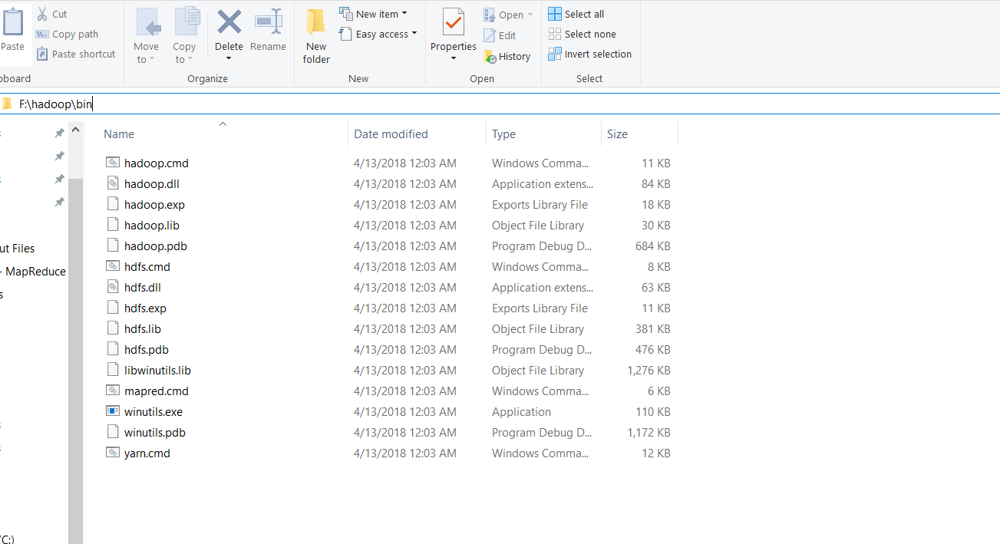 Cut
Copy path
Paste shortcut
Paste
Move to
Copy to
Delete
Rename
New folder
New item
Easy access
Properties
Open
Edit
History
Select all
Select none
Invert selection
Organize
New
Open
Select
F:\hadoop\bin
Name Date modified Type Size
hadoop.cmd 4/13/2018 12:03 AM Windows Comma... 11 KB
hadoop.dll 4/13/2018 12:03 AM Application extens... 84 KB
hadoop.exp 4/13/2018 12:03 AM Exports Library File 18 KB
hadoop.lib 4/13/2018 12:03 AM Object File Library 30 KB
hadoop.pdb 4/13/2018 12:03 AM Program Debug D... 684 KB
hdfs.cmd 4/13/2018 12:03 AM Windows Comma... 8 KB
hdfs.dll 4/13/2018 12:03 AM Application extens... 63 KB
hdfs.exp 4/13/2018 12:03 AM Exports Library File 11 KB
hdfs.lib 4/13/2018 12:03 AM Object File Library 381 KB
hdfs.pdb 4/13/2018 12:03 AM Program Debug D... 476 KB
libwinutils.lib 4/13/2018 12:03 AM Object File Library 1,276 KB
mapred.cmd 4/13/2018 12:03 AM Windows Comma... 6 KB
winutils.exe 4/13/2018 12:03 AM Application 110 KB
winutils.pdb 4/13/2018 12:03 AM Program Debug D... 1,172 KB
yarn.cmd 4/13/2018 12:03 AM Windows Comma... 12 KB
ut Files
- MapReduce
(C:)